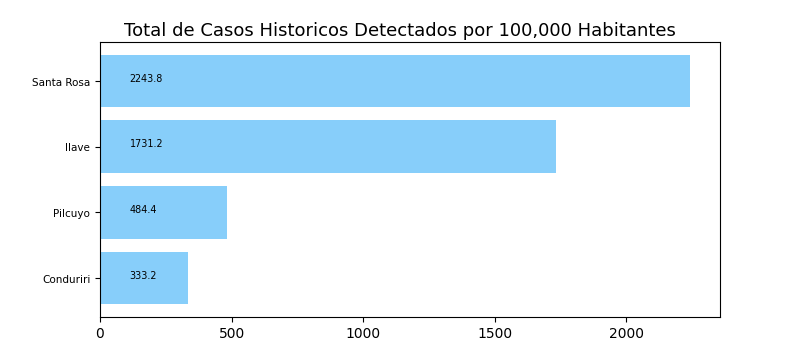 Total de Casos Historicos Detectados por 100,000 Habitantes
Santa Rosa 2243.8
Ilave 1731.2
Pilcuyo 484.4
Conduriri 333.2
0 500 1000 1500 2000